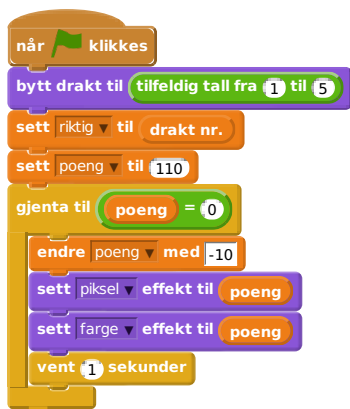 når klikkes
bytt drakt til tilfeldig tall fra 1 til 5
sett riktig til drakt nr.
sett poeng til 110
gjenta til poeng = 0
endre poeng med -10
sett piksel effekt til poeng
sett farge effekt til poeng
vent 1 sekunder